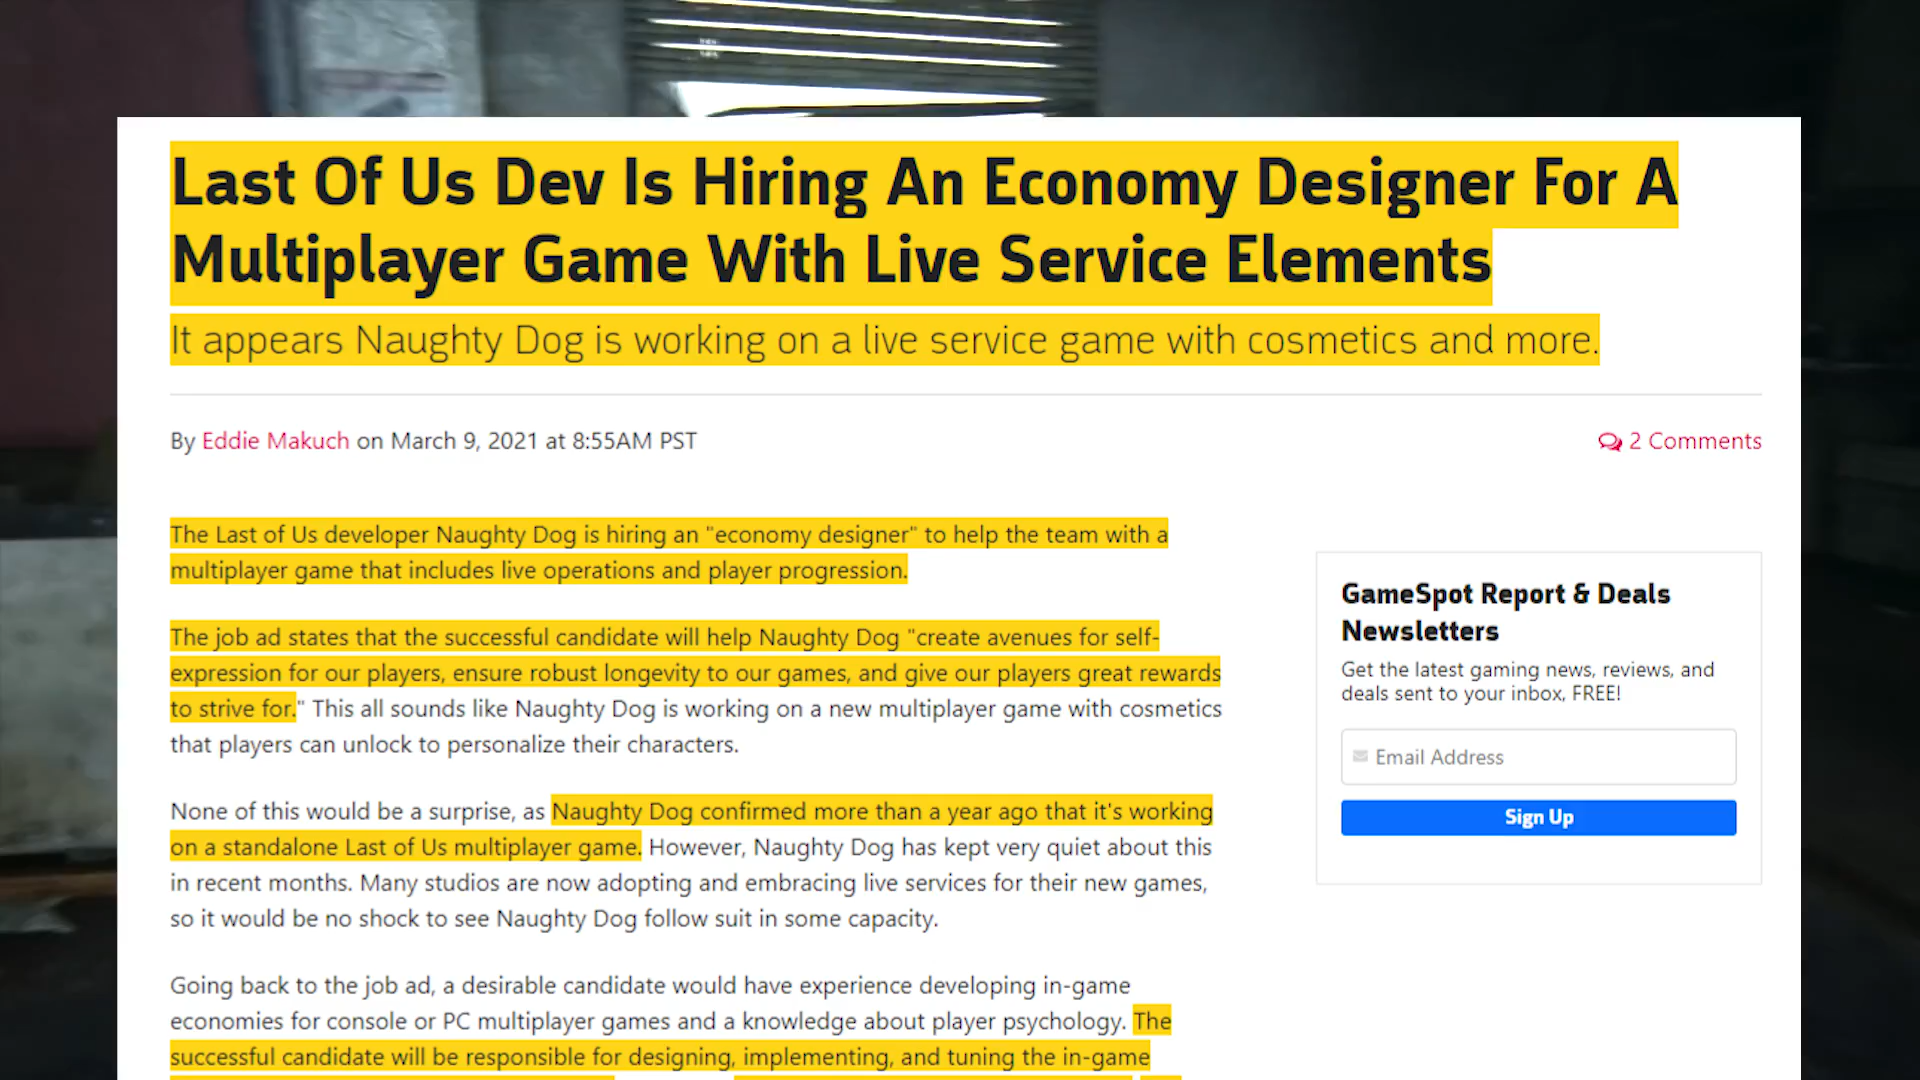 Last Of Us Dev Is Hiring An Economy Designer For A
Multiplayer Game With Live Service Elements
It appears Naughty Dog is working on a live service game with cosmetics and more.
By Eddie Makuch on March 9, 2021 at 8:55AM PST
2 Comments
The Last of Us developer Naughty Dog is hiring an "economy designer" to help the team with a
multiplayer game that includes live operations and player progression.
The job ad states that the successful candidate will help Naughty Dog "create avenues for self-
expression for our players, ensure robust longevity to our games, and give our players great rewards
to strive for." This all sounds like Naughty Dog is working on a new multiplayer game with cosmetics
that players can unlock to personalize their characters.
None of this would be a surprise, as Naughty Dog confirmed more than a year ago that it's working
on a standalone Last of Us multiplayer game. However, Naughty Dog has kept very quiet about this
in recent months. Many studios are now adopting and embracing live services for their new games,
so it would be no shock to see Naughty Dog follow suit in some capacity.
Going back to the job ad, a desirable candidate would have experience developing in-game
economies for console or PC multiplayer games and a knowledge about player psychology. The
successful candidate will be responsible for designing, implementing, and tuning the in-game
GameSpot Report & Deals
Newsletters
Get the latest gaming news, reviews, and
deals sent to your inbox, FREE!
Email Address
Sign Up